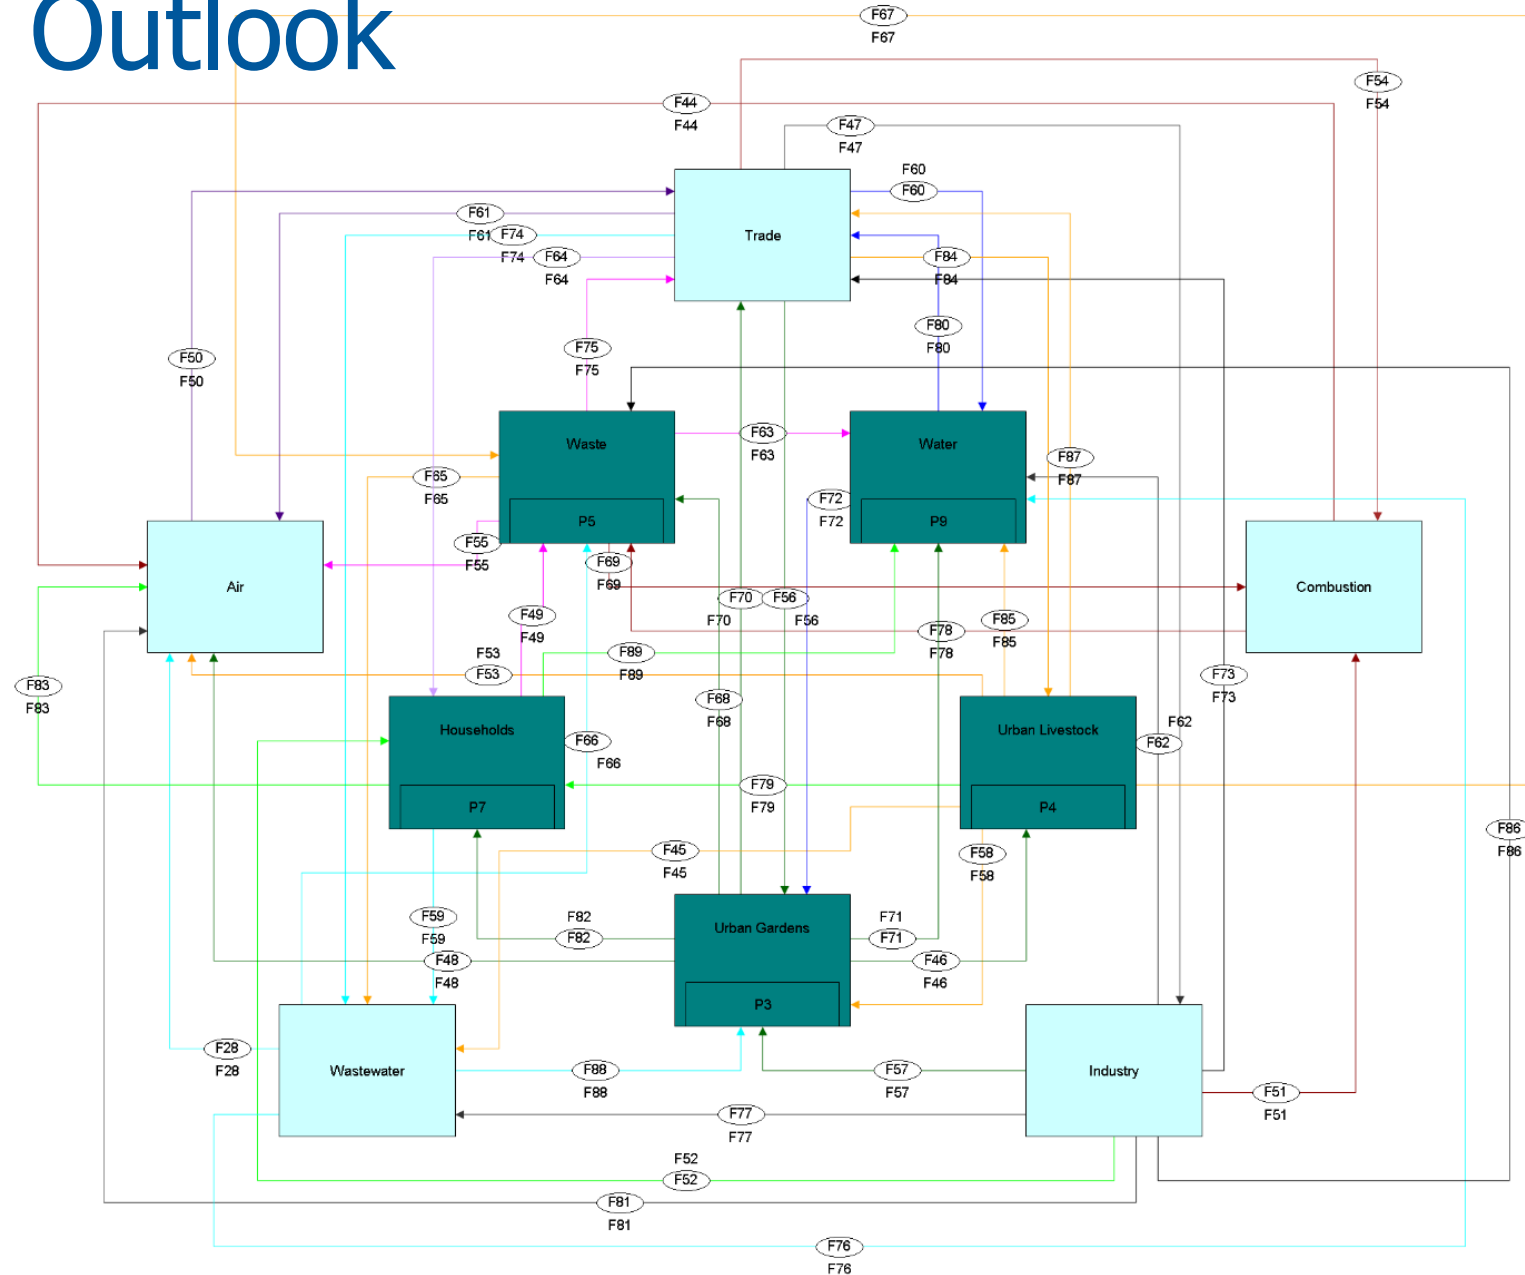 Outlook
F67
F67
F54
F54
F44
F44
F47
F47
F60
F60
F61
F61
F74
F74
F64
F64
Trade
F84
F84
F80
F80
F75
F75
F50
F50
Waste
F63
F63
Water
F87
F87
F65
F65
F72
F72
P5
P9
F55
F55
F69
F69
Air
Combustion
F70
F56
F70
F56
F49
F49
F85
F85
F78
F78
F53
F53
F89
F89
F83
F83
F68
F68
F73
F73
Households
F66
F66
Urban Livestock
F62
F62
F79
F79
P7
P4
F86
F86
F45
F45
F58
F58
F59
F59
F82
F82
Urban Gardens
F71
F71
F48
F48
F46
F46
P3
F28
F28
Wastewater
F88
F88
F57
F57
Industry
F51
F51
F77
F77
F52
F52
F81
F81
F76
F76